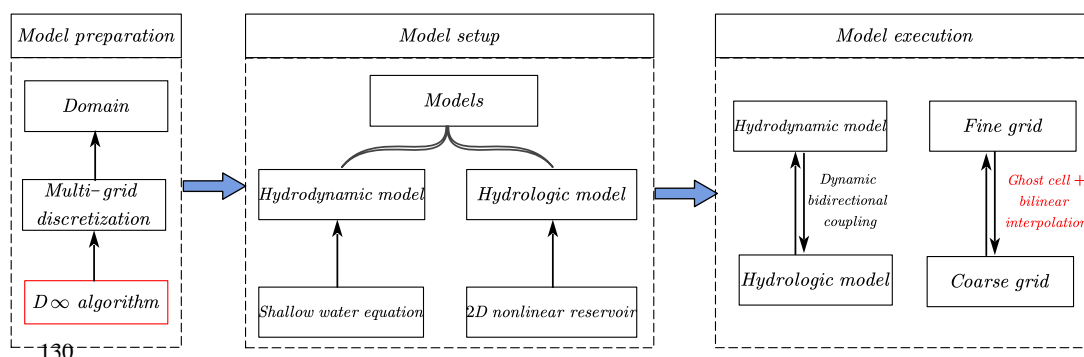 Model preparation
Domain
Multi-grid
discretization
D∞ algorithm
130
Model setup
Models
Hydrodynamic model
Hydrologic model
Shallow water equation
2D nonlinear reservoir
Model execution
Hydrodynamic model
Dynamic
bidirectional
coupling
Hydrologic model
Fine grid
Ghost cell +
bilinear
interpolation
Coarse grid